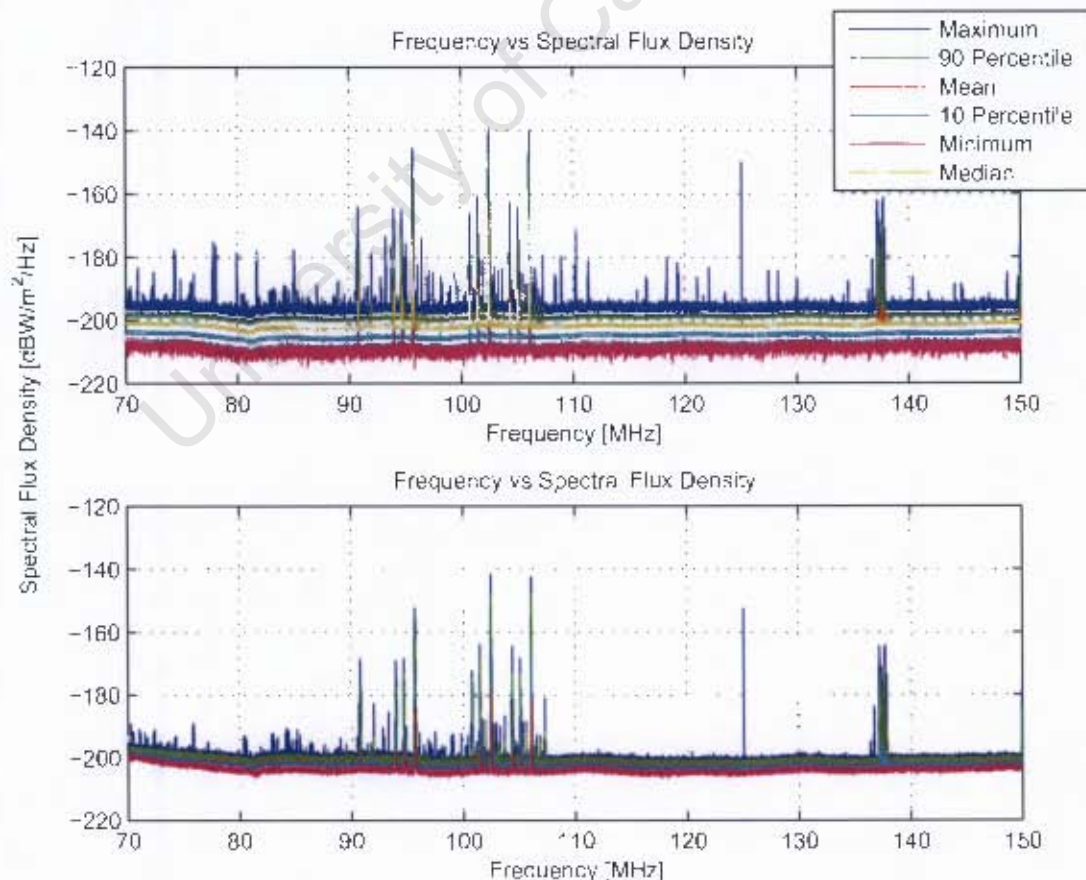 Frequency vs Spectral Flux Density
Maximum
90 Percentile
Mean
10 Percentile
Minimum
Median
−120
−140
−160
−180
−200
−220
70 80 90 100 110 120 130 140 150
Frequency [MHz]
Spectral Flux Density [dBW/m²/Hz]
Frequency vs Spectral Flux Density
−120
−140
−160
−180
−200
−220
70 80 90 100 110 120 130 140 150
Frequency [MHz]
University of Ca